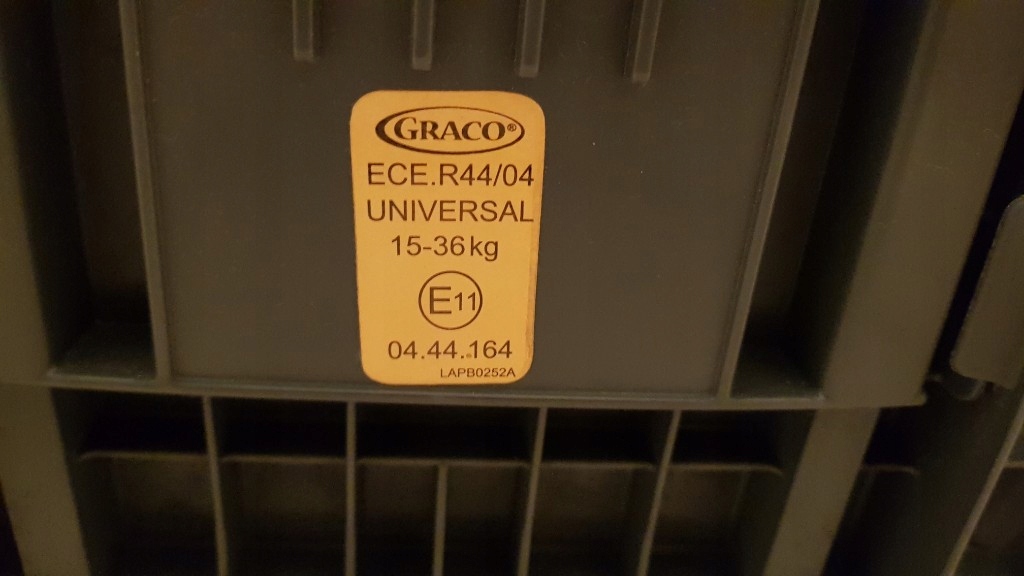 GRACO®
ECE.R44/04
UNIVERSAL
15-36kg
E11
04.44.164
LAPB0252A